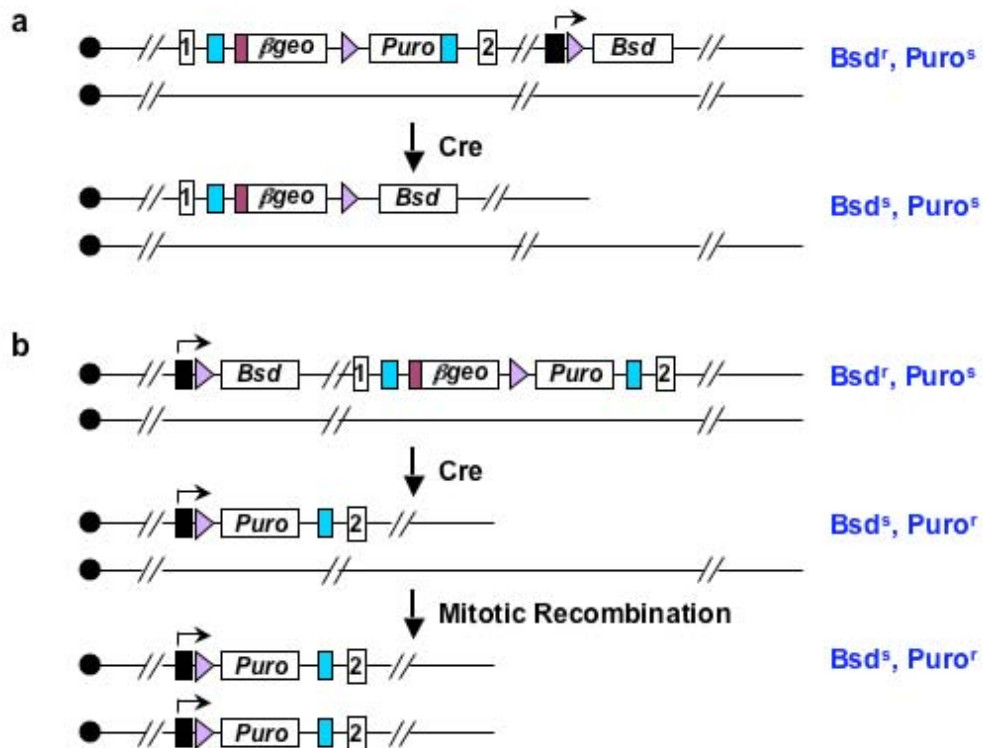 a
1 βgeo Puro 2 Bsd Bsdʳ, Puroˢ
Cre
1 βgeo Bsd Bsdˢ, Puroˢ
b
Bsd 1 βgeo Puro 2 Bsdʳ, Puroˢ
Cre
Puro 2 Bsdˢ, Puroʳ
Mitotic Recombination
Puro 2 Bsdˢ, Puroʳ
Puro 2